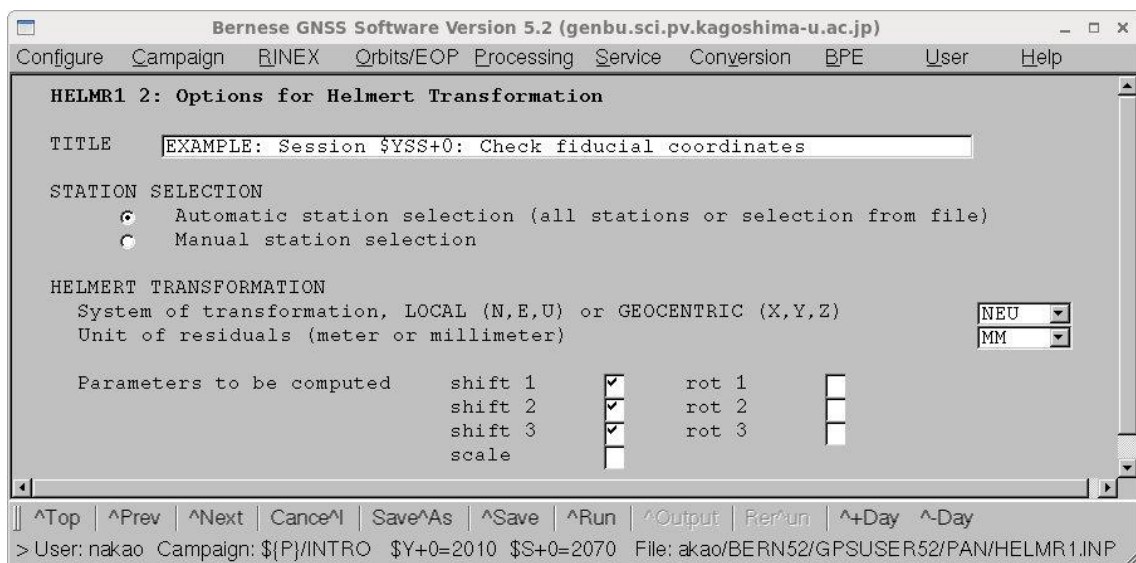 Bernese GNSS Software Version 5.2 (genbu.sci.pv.kagoshima-u.ac.jp)
Configure Campaign RINEX Orbits/EOP Processing Service Conversion BPE User Help
HELMR1 2: Options for Helmert Transformation
TITLE EXAMPLE: Session $YSS+0: Check fiducial coordinates
STATION SELECTION
Automatic station selection (all stations or selection from file)
Manual station selection
HELMERT TRANSFORMATION
System of transformation, LOCAL (N,E,U) or GEOCENTRIC (X,Y,Z) NEU
Unit of residuals (meter or millimeter) MM
Parameters to be computed shift 1 rot 1
shift 2 rot 2
shift 3 rot 3
scale
^Top | ^Prev | ^Next | Cance^l | Save^As | ^Save | ^Run | ^Output | Rer^un | ^+Day ^-Day
> User: nakao Campaign: ${P}/INTRO $Y+0=2010 $S+0=2070 File: akao/BERN52/GPSUSER52/PAN/HELMR1.INP